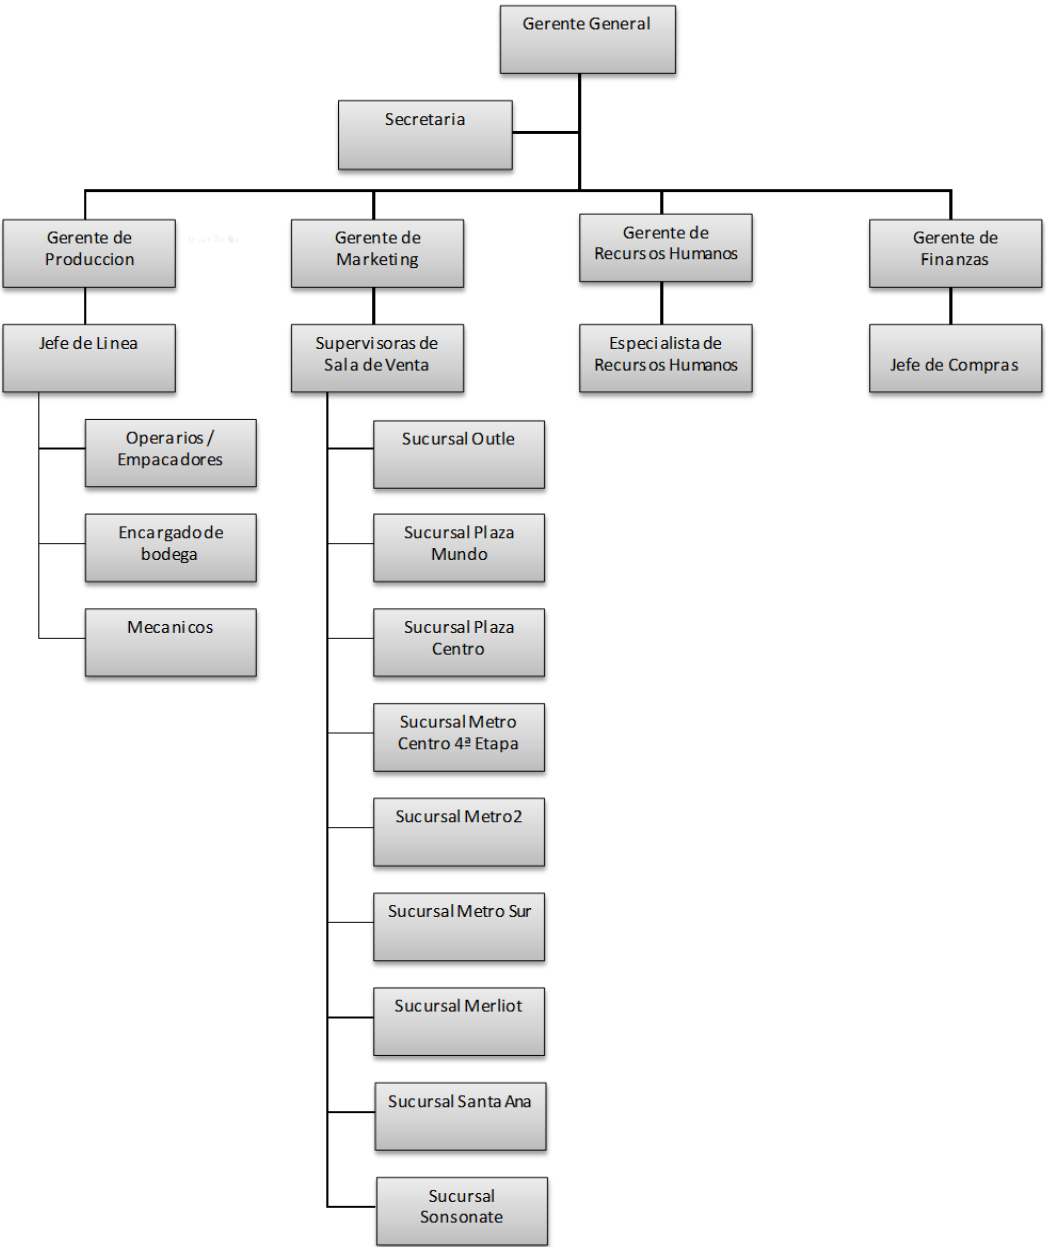 Gerente General
Secretaria
Gerente de
Produccion
Gerente de
Marketing
Gerente de
Recursos Humanos
Gerente de
Finanzas
Jefe de Linea
Supervisoras de
Sala de Venta
Especialista de
Recursos Humanos
Jefe de Compras
Operarios /
Empacadores
Encargado de
bodega
Mecanicos
Sucursal Outle
Sucursal Plaza
Mundo
Sucursal Plaza
Centro
Sucursal Metro
Centro 4ª Etapa
Sucursal Metro2
Sucursal Metro Sur
Sucursal Merliot
Sucursal Santa Ana
Sucursal
Sonsonate